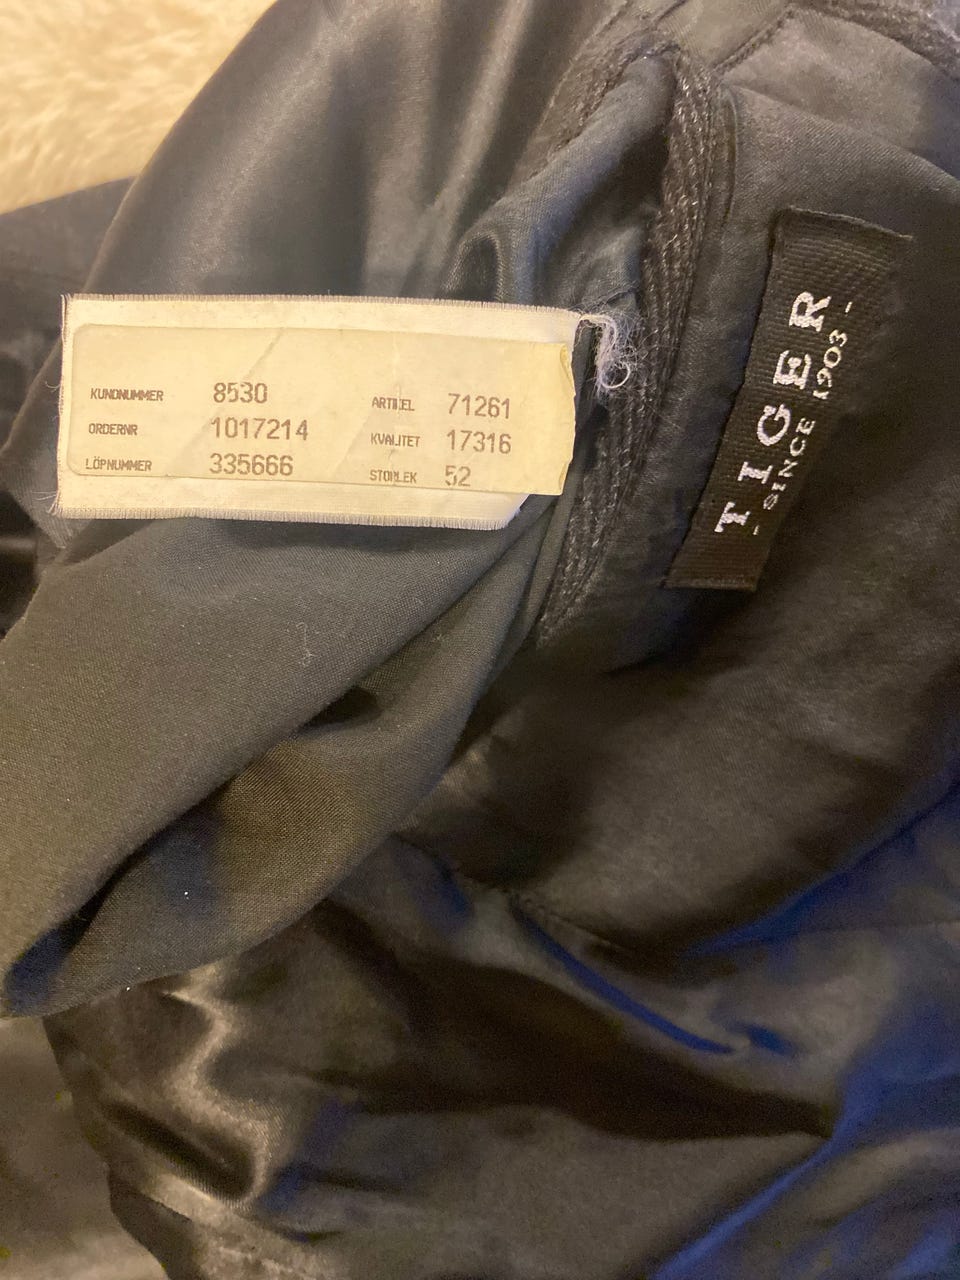 KUNDNUMMER 8530
ORDERNR 1017214
LÖPNUMMER 335666
ARTIKEL 71261
KVALITET 17316
STORLEK 52
TIGER
- SINCE 1903 -